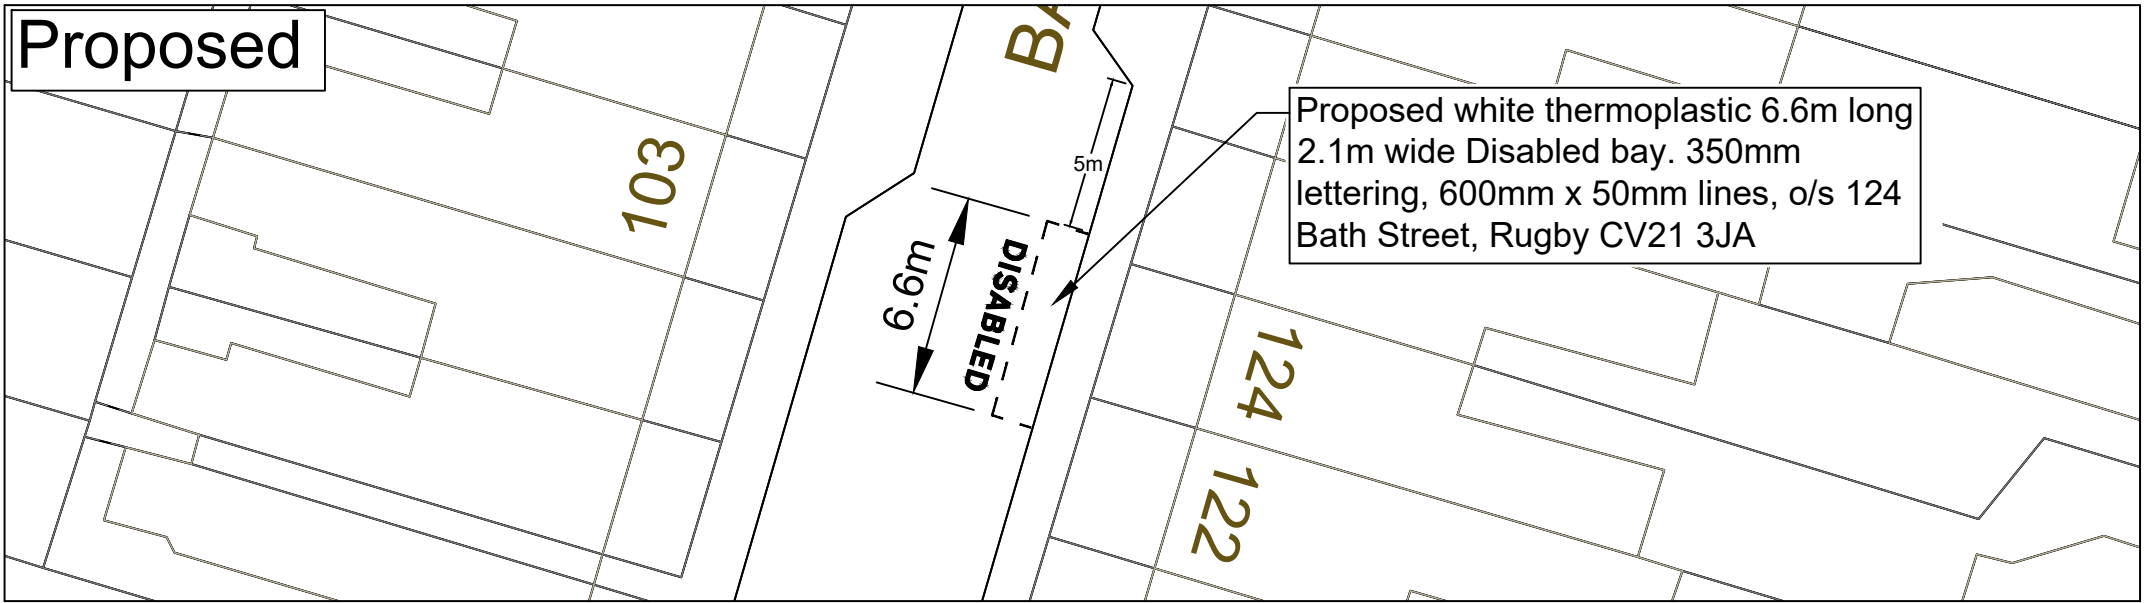 Proposed
BA
103
5m
Proposed white thermoplastic 6.6m long
2.1m wide Disabled bay. 350mm
lettering, 600mm x 50mm lines, o/s 124
Bath Street, Rugby CV21 3JA
6.6m
DISABLED
124
122